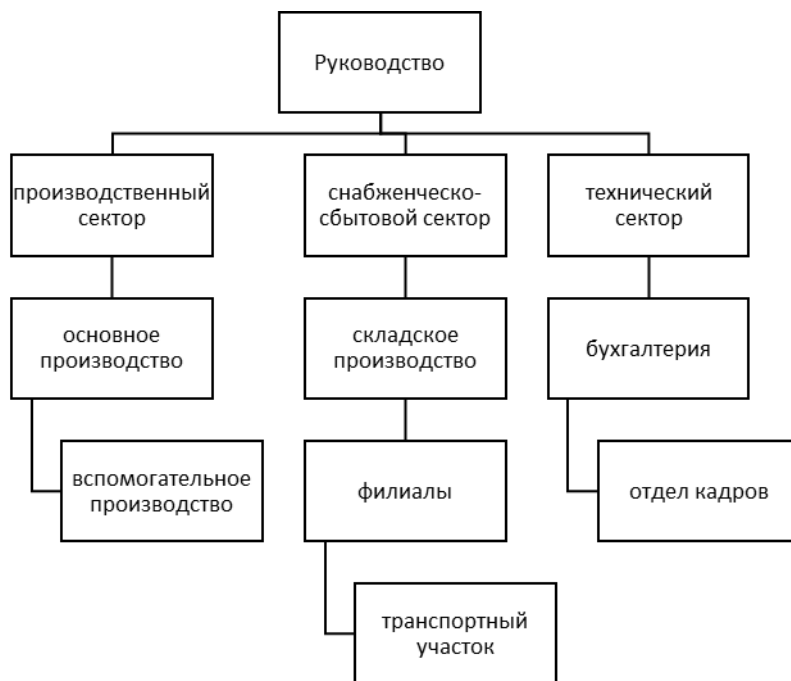 Руководство
производственный
сектор
снабженческо-
сбытовой сектор
технический
сектор
основное
производство
складское
производство
бухгалтерия
вспомогательное
производство
филиалы
отдел кадров
транспортный
участок